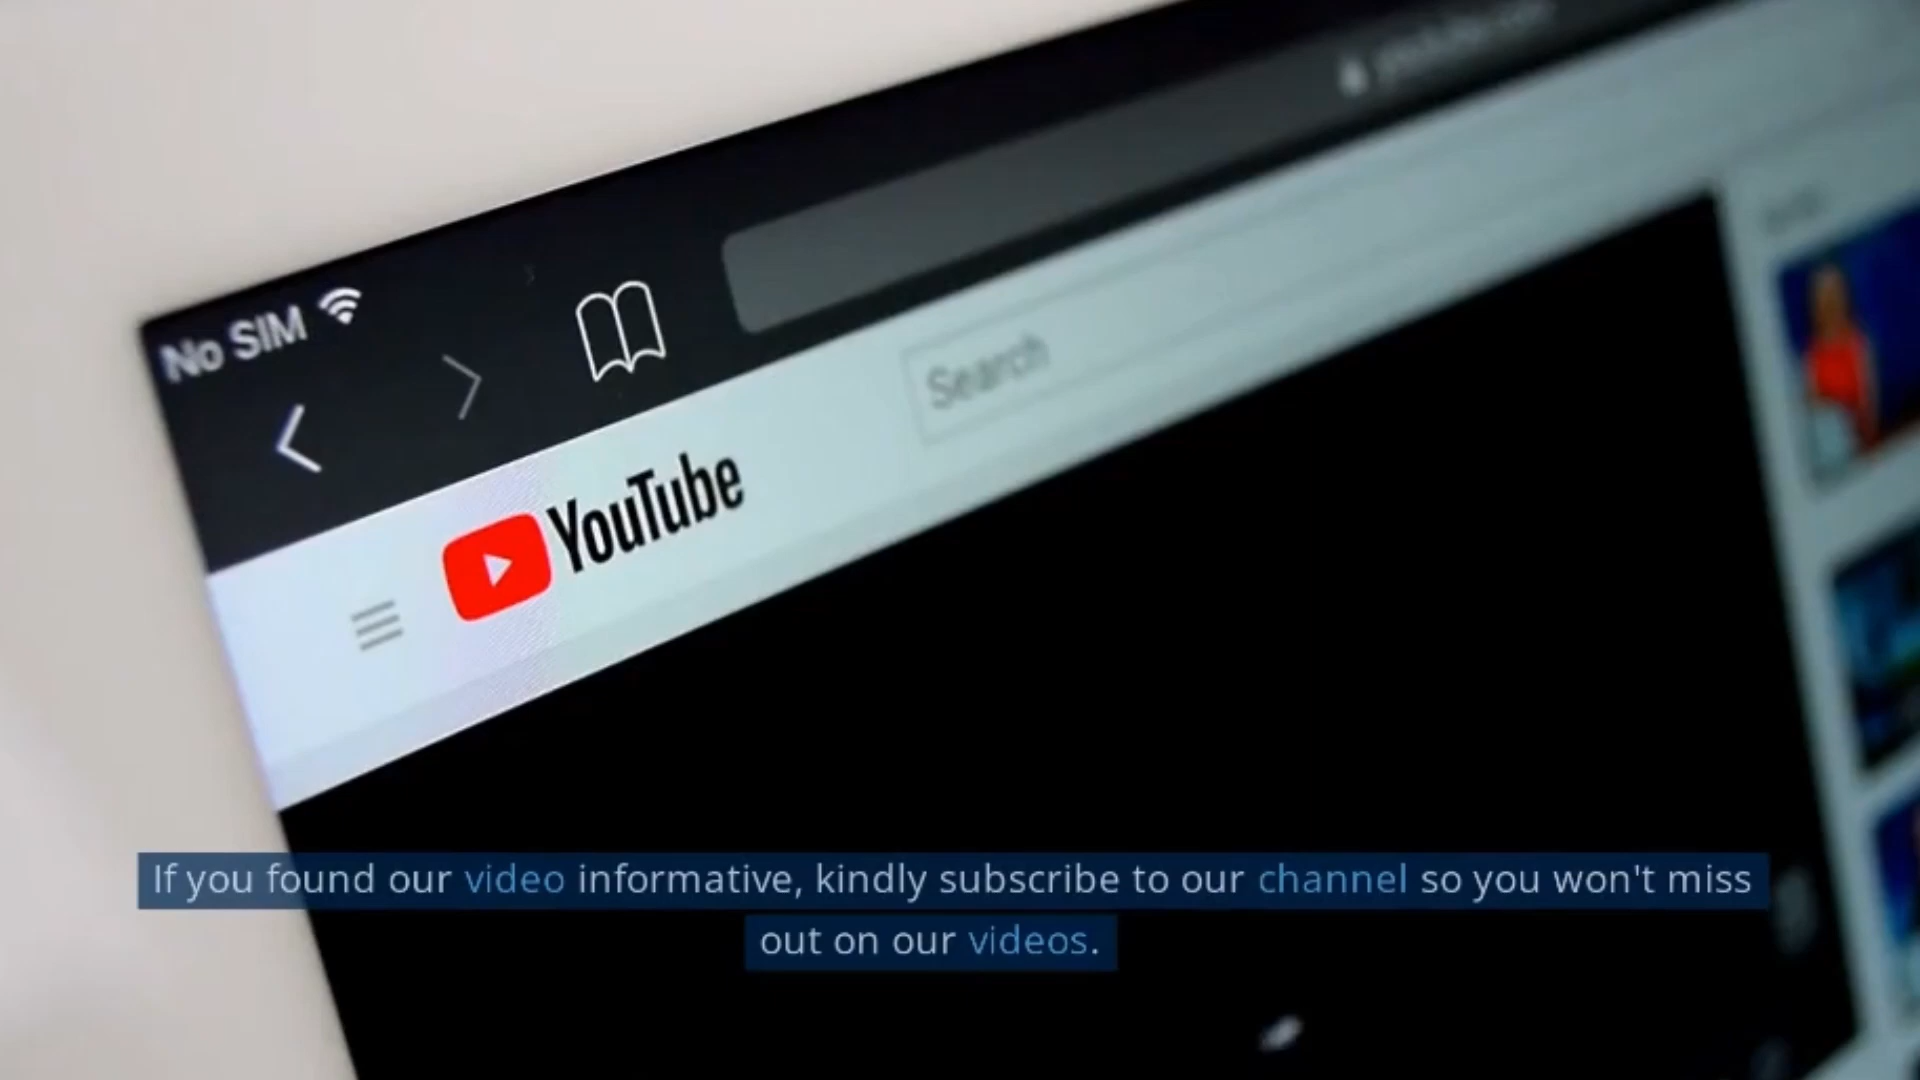 No SIM
Search
YouTube
If you found our video informative, kindly subscribe to our channel so you won't miss
out on our videos.